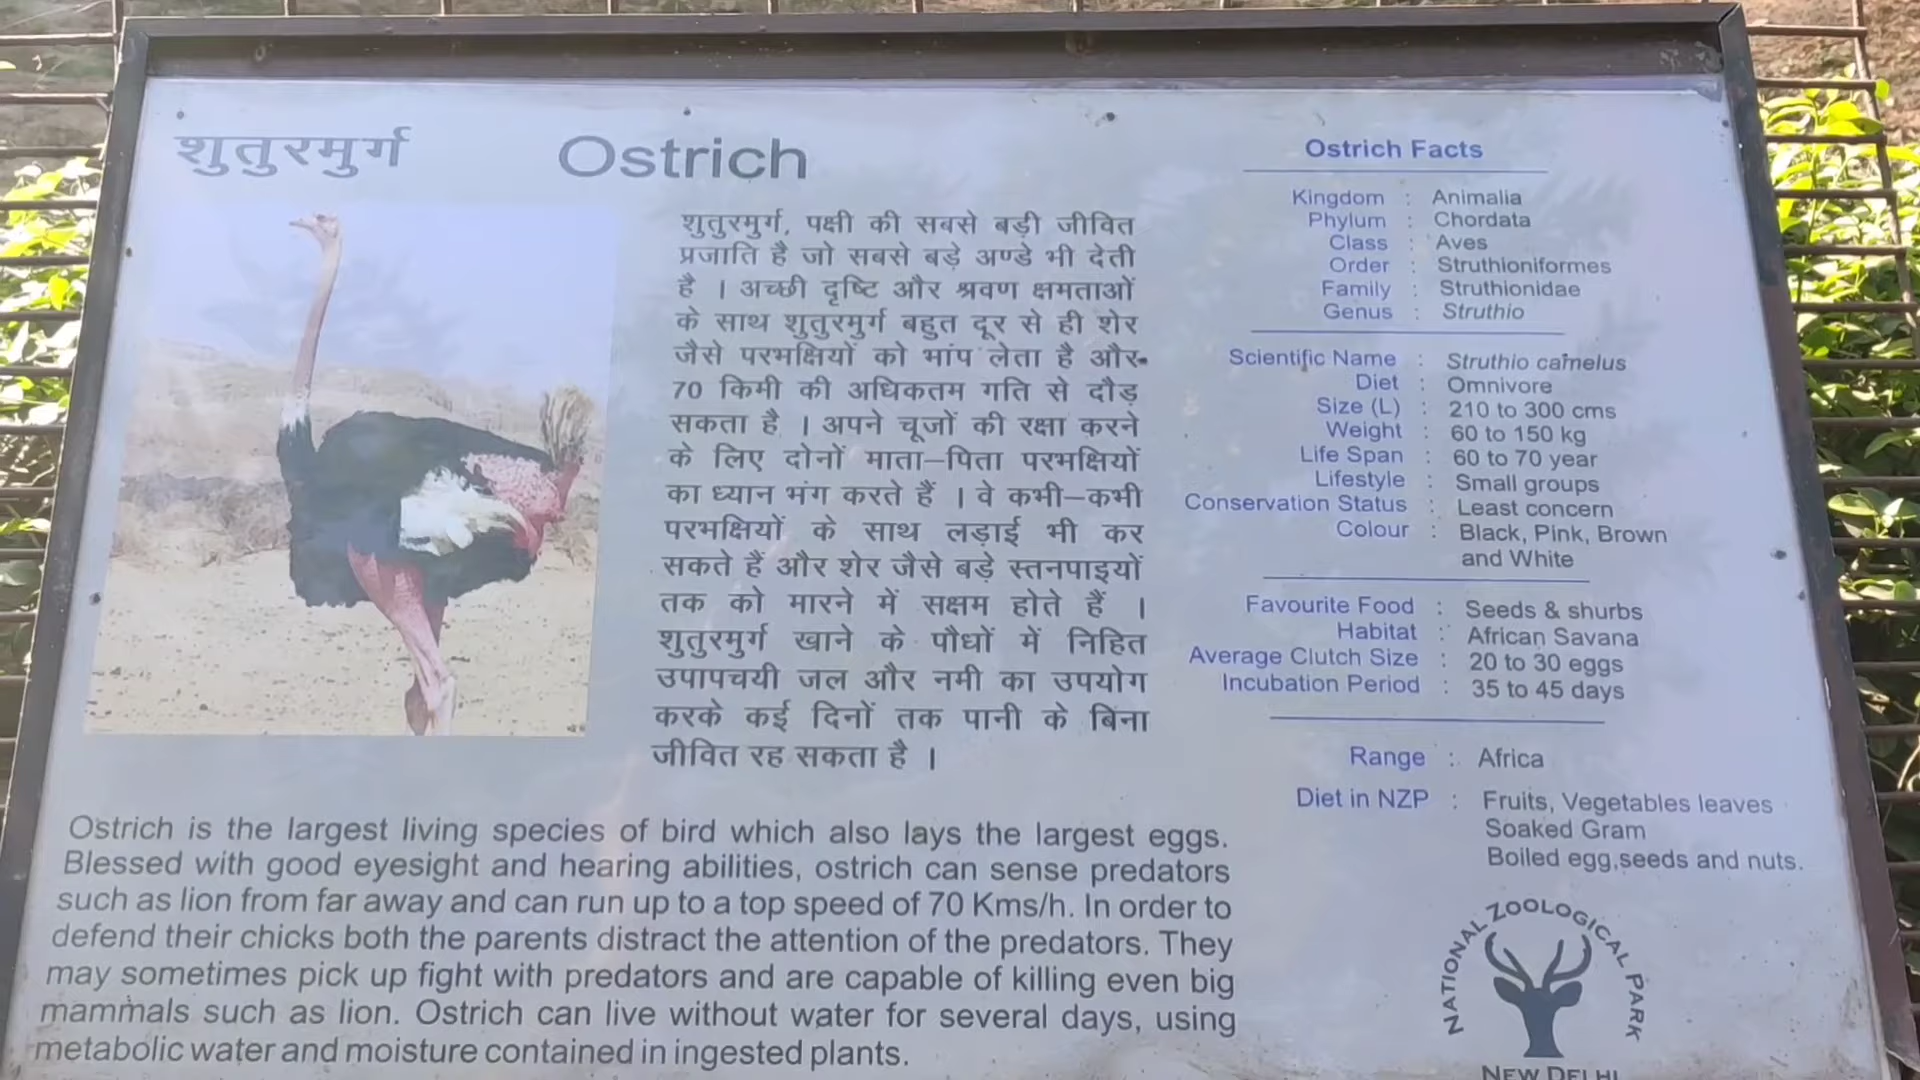 शुतुरमुर्ग
Ostrich
शुतुरमुर्ग, पक्षी की सबसे बड़ी जीवित
प्रजाति है जो सबसे बड़े अण्डे भी देती
है । अच्छी दृष्टि और श्रवण क्षमताओं
के साथ शुतुरमुर्ग बहुत दूर से ही शेर
जैसे परभक्षियों को भांप लेता है और
70 किमी की अधिकतम गति से दौड़
सकता है । अपने चूजों की रक्षा करने
के लिए दोनों माता–पिता परभक्षियों
का ध्यान भंग करते हैं । वे कभी–कभी
परभक्षियों के साथ लड़ाई भी कर
सकते हैं और शेर जैसे बड़े स्तनपाइयों
तक को मारने में सक्षम होते हैं ।
शुतुरमुर्ग खाने के पौधों में निहित
उपापचयी जल और नमी का उपयोग
करके कई दिनों तक पानी के बिना
जीवित रह सकता है ।
Ostrich is the largest living species of bird which also lays the largest eggs.
Blessed with good eyesight and hearing abilities, ostrich can sense predators
such as lion from far away and can run up to a top speed of 70 Kms/h. In order to
defend their chicks both the parents distract the attention of the predators. They
may sometimes pick up fight with predators and are capable of killing even big
mammals such as lion. Ostrich can live without water for several days, using
metabolic water and moisture contained in ingested plants.
Ostrich Facts
Kingdom : Animalia
Phylum : Chordata
Class : Aves
Order : Struthioniformes
Family : Struthionidae
Genus : Struthio
Scientific Name : Struthio camelus
Diet : Omnivore
Size (L) : 210 to 300 cms
Weight : 60 to 150 kg
Life Span : 60 to 70 year
Lifestyle : Small groups
Conservation Status : Least concern
Colour : Black, Pink, Brown
and White
Favourite Food : Seeds & shurbs
Habitat : African Savana
Average Clutch Size : 20 to 30 eggs
Incubation Period : 35 to 45 days
Range : Africa
Diet in NZP : Fruits, Vegetables leaves
Soaked Gram
Boiled egg,seeds and nuts.
NATIONAL ZOOLOGICAL PARK
NEW DELHI